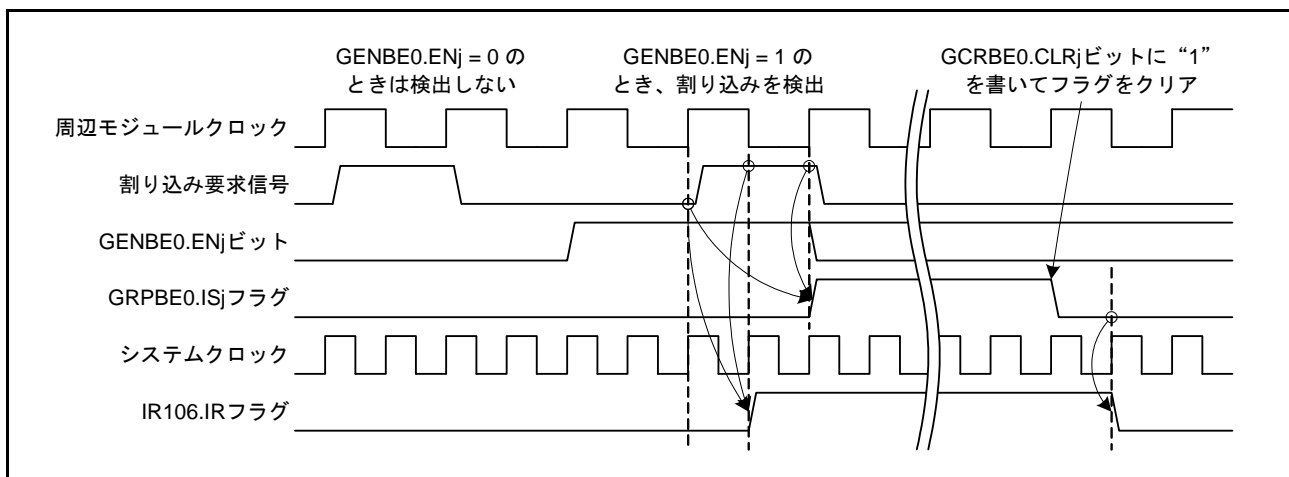 GENBE0.ENj = 0 の
ときは検出しない
GENBE0.ENj = 1 の
とき、割り込みを検出
GCRBE0.CLRjビットに“1”
を書いてフラグをクリア
周辺モジュールクロック
割り込み要求信号
GENBE0.ENjビット
GRPBE0.ISjフラグ
システムクロック
IR106.IRフラグ